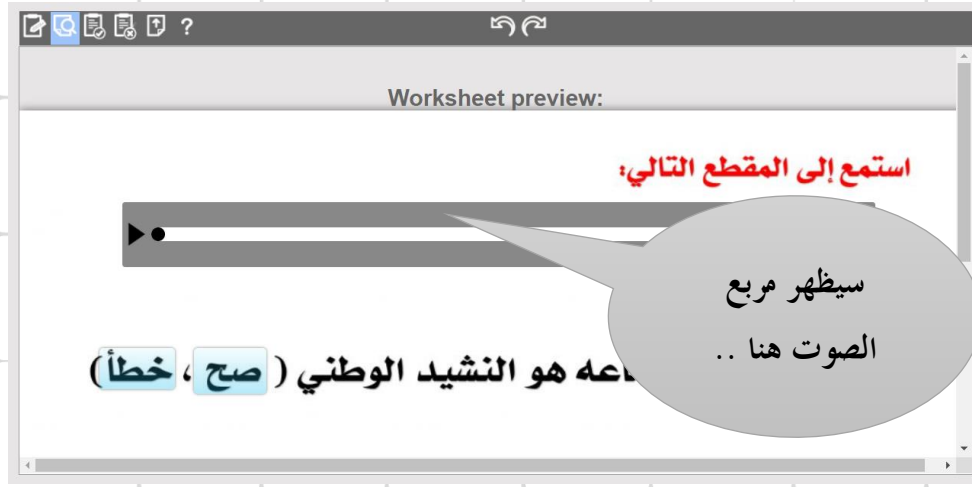 ?
Worksheet preview:
استمع إلى المقطع التالي:
سيظهر مربع
الصوت هنا ..
هو النشيد الوطني ( صح ، خطأ )